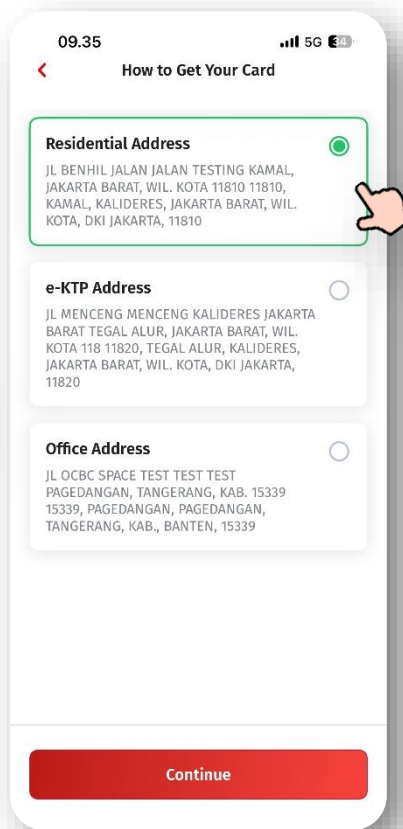 09.35
5G 34
How to Get Your Card
Residential Address
JL BENHIL JALAN JALAN TESTING KAMAL,
JAKARTA BARAT, WIL. KOTA 11810 11810,
KAMAL, KALIDERES, JAKARTA BARAT, WIL.
KOTA, DKI JAKARTA, 11810
e-KTP Address
JL MENCENG MENCENG KALIDERES JAKARTA
BARAT TEGAL ALUR, JAKARTA BARAT, WIL.
KOTA 118 11820, TEGAL ALUR, KALIDERES,
JAKARTA BARAT, WIL. KOTA, DKI JAKARTA,
11820
Office Address
JL OCBC SPACE TEST TEST TEST
PAGEDANGAN, TANGERANG, KAB. 15339
15339, PAGEDANGAN, PAGEDANGAN,
TANGERANG, KAB., BANTEN, 15339
Continue